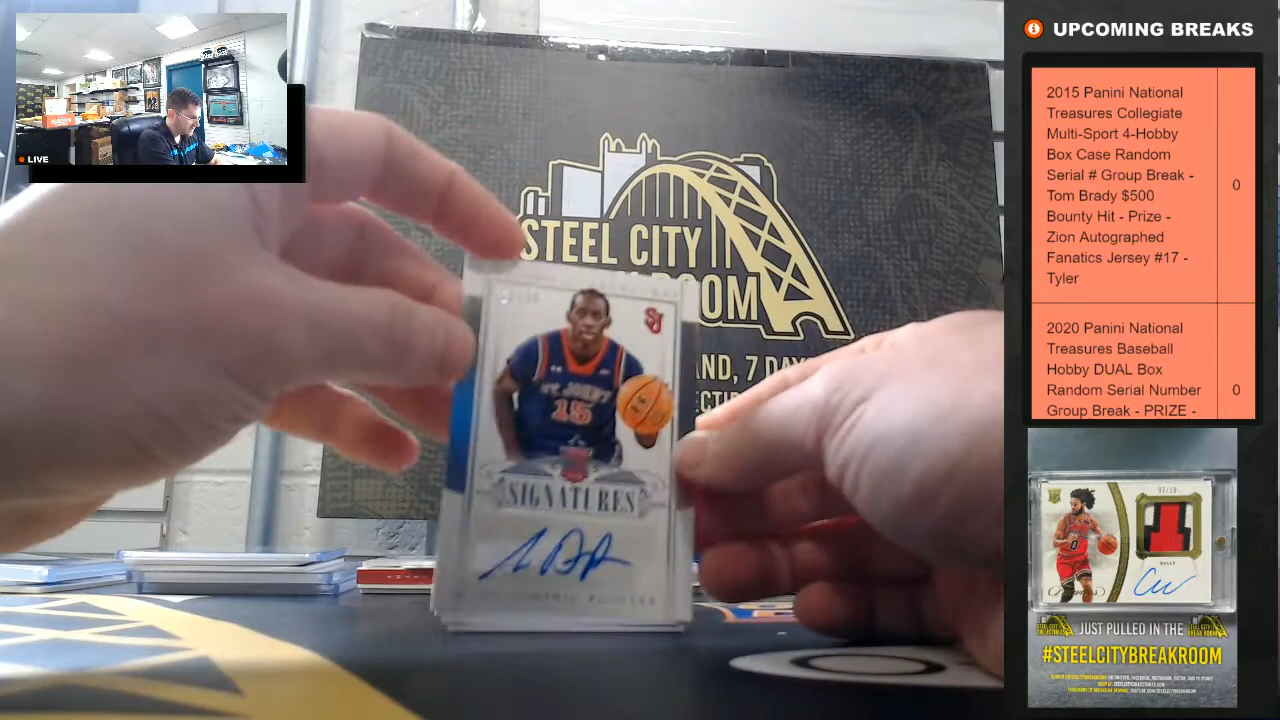 LIVE
STEEL CITY
OOM
AND, 7 DAY
ECTI
SJ
ST. JOHN'S
15
SIGNATURES
UPCOMING BREAKS
2015 Panini National
Treasures Collegiate
Multi-Sport 4-Hobby
Box Case Random
Serial # Group Break -
Tom Brady $500
Bounty Hit - Prize -
Zion Autographed
Fanatics Jersey #17 -
Tyler
0
2020 Panini National
Treasures Baseball
Hobby DUAL Box
Random Serial Number
Group Break - PRIZE -
0
BULLS
JUST PULLED IN THE
#STEELCITYBREAKROOM